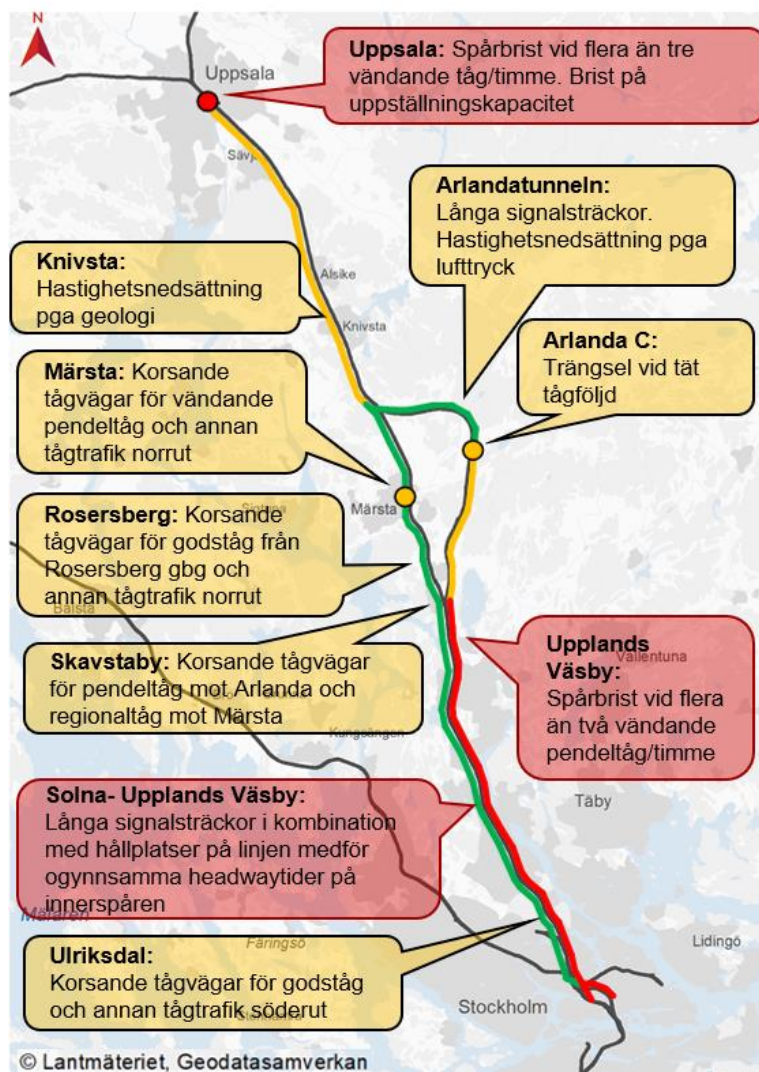 N
Uppsala: Spårbrist vid flera än tre
vändande tåg/timme. Brist på
uppställningskapacitet
Uppsala
Sävja
Arlandatunneln:
Långa signalsträckor.
Hastighetsnedsättning pga
lufttryck
Knivsta:
Hastighetsnedsättning
pga geologi
Alsike
Knivsta
Arlanda C:
Trängsel vid tät
tågföljd
Märsta: Korsande
tågvägar för vändande
pendeltåg och annan
tågtrafik norrut
Märsta
Rosersberg: Korsande
tågvägar för godståg från
Rosersberg gbg och
annan tågtrafik norrut
Bålsta
Skavstaby: Korsande tågvägar
för pendeltåg mot Arlanda och
regionaltåg mot Märsta
Kungsängen
Upplands
Väsby:
Spårbrist vid flera
än två vändande
pendeltåg/timme
Vallentuna
Solna- Upplands Väsby:
Långa signalsträckor i kombination
med hållplatser på linjen medför
ogynnsamma headwaytider på
innerspåren
Täby
Mälaren
Färingsö
Lidingö
Ulriksdal:
Korsande tågvägar för godståg
och annan tågtrafik söderut
Stockholm
© Lantmäteriet, Geodatasamverkan